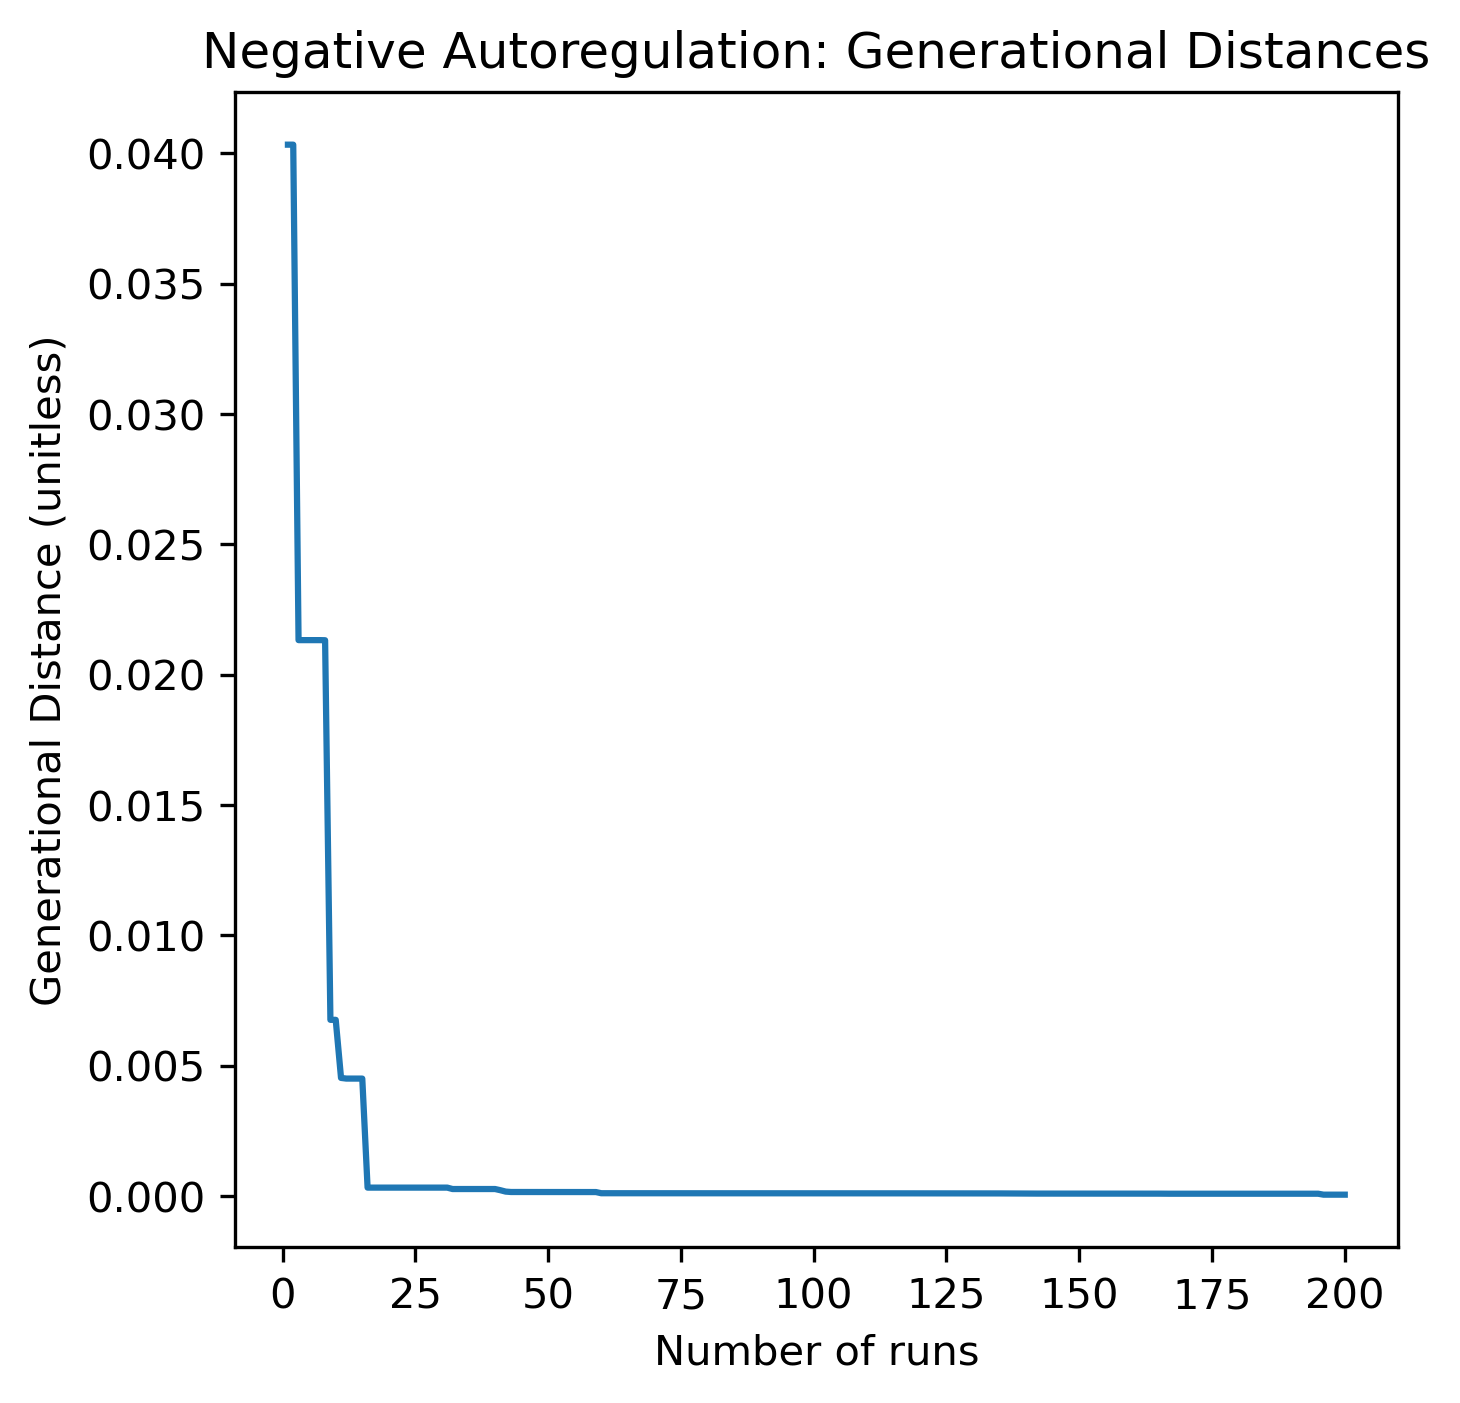 Negative Autoregulation: Generational Distances
Generational Distance (unitless)
0.040
0.035
0.030
0.025
0.020
0.015
0.010
0.005
0.000
0 25 50 75 100 125 150 175 200
Number of runs